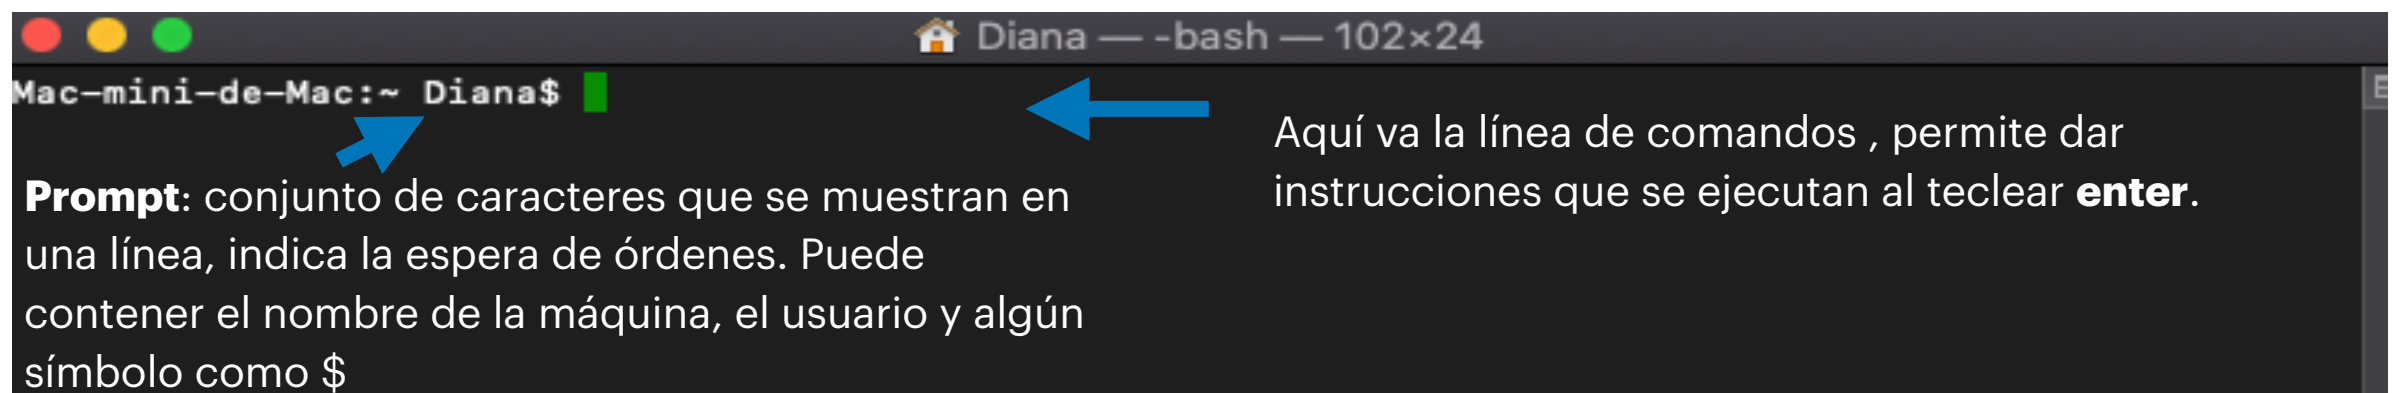 Diana — -bash — 102×24
Mac-mini-de-Mac:~ Diana$
Prompt: conjunto de caracteres que se muestran en
una línea, indica la espera de órdenes. Puede
contener el nombre de la máquina, el usuario y algún
símbolo como $
Aquí va la línea de comandos , permite dar
instrucciones que se ejecutan al teclear enter.